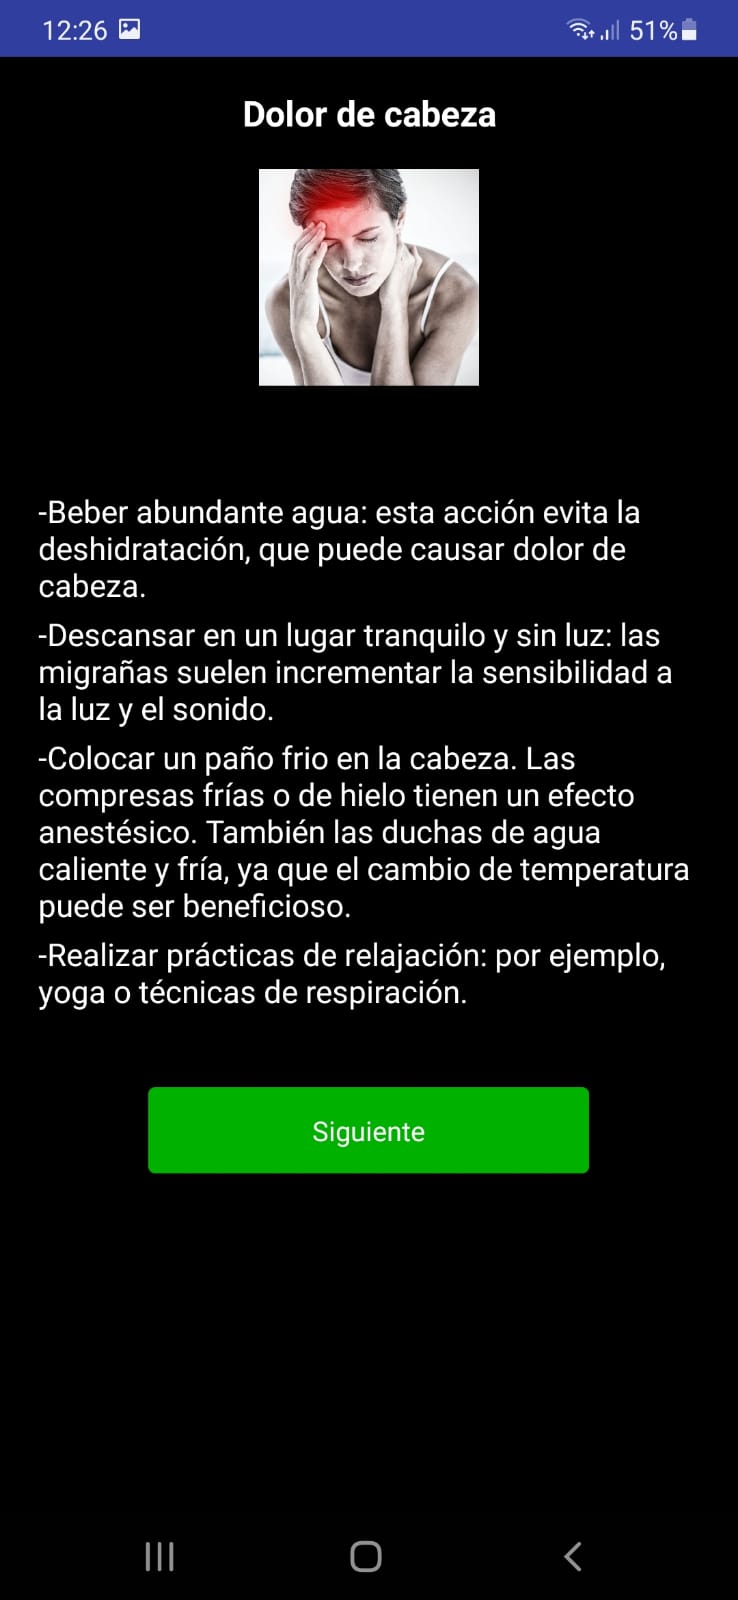 12:26 51%
Dolor de cabeza
-Beber abundante agua: esta acción evita la
deshidratación, que puede causar dolor de
cabeza.
-Descansar en un lugar tranquilo y sin luz: las
migrañas suelen incrementar la sensibilidad a
la luz y el sonido.
-Colocar un paño frio en la cabeza. Las
compresas frías o de hielo tienen un efecto
anestésico. También las duchas de agua
caliente y fría, ya que el cambio de temperatura
puede ser beneficioso.
-Realizar prácticas de relajación: por ejemplo,
yoga o técnicas de respiración.
Siguiente